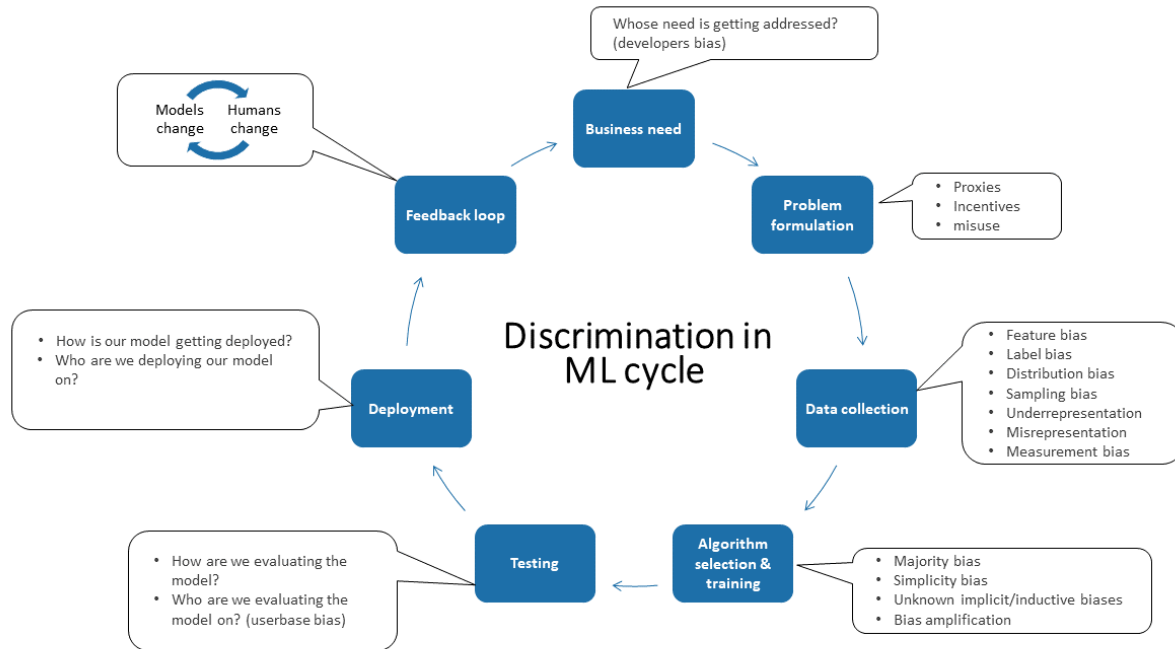 Whose need is getting addressed?
(developers bias)
Models
change
Humans
change
Business need
Feedback loop
Problem
formulation
• Proxies
• Incentives
• misuse
• How is our model getting deployed?
• Who are we deploying our model
on?
Discrimination in
ML cycle
Deployment
Data collection
• Feature bias
• Label bias
• Distribution bias
• Sampling bias
• Underrepresentation
• Misrepresentation
• Measurement bias
• How are we evaluating the
model?
• Who are we evaluating the
model on? (userbase bias)
Testing
Algorithm
selection &
training
• Majority bias
• Simplicity bias
• Unknown implicit/inductive biases
• Bias amplification